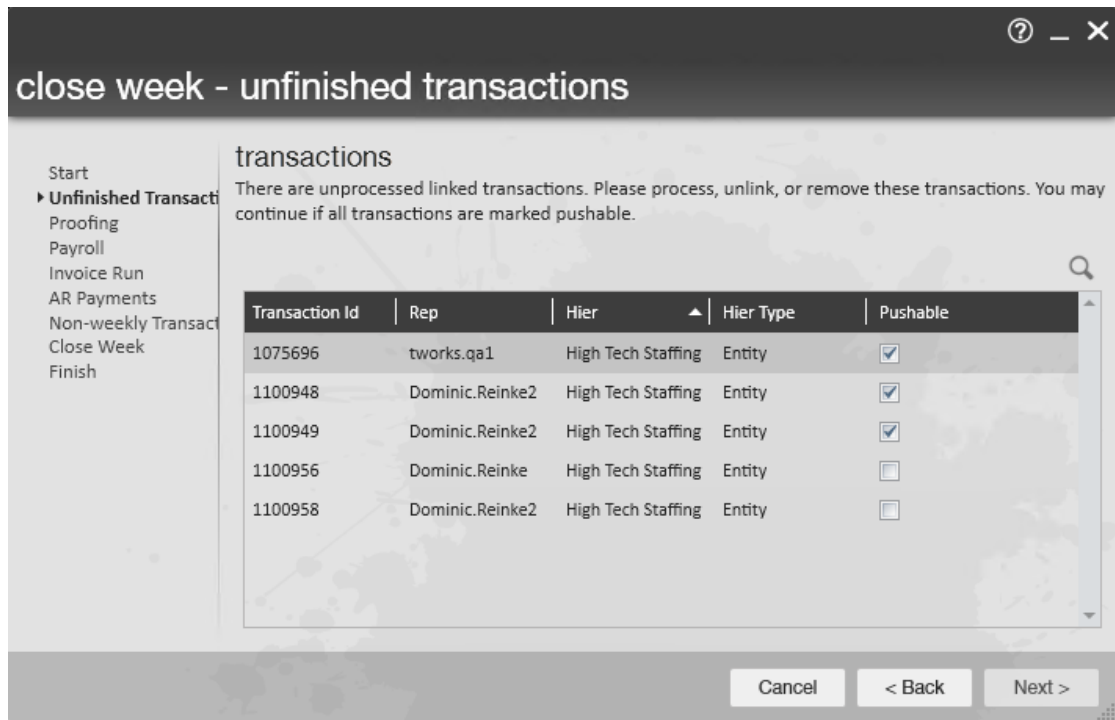 close week - unfinished transactions
Start
Unfinished Transacti
Proofing
Payroll
Invoice Run
AR Payments
Non-weekly Transact
Close Week
Finish
transactions
There are unprocessed linked transactions. Please process, unlink, or remove these transactions. You may
continue if all transactions are marked pushable.
Transaction Id Rep Hier Hier Type Pushable
1075696 tworks.qa1 High Tech Staffing Entity
1100948 Dominic.Reinke2 High Tech Staffing Entity
1100949 Dominic.Reinke2 High Tech Staffing Entity
1100956 Dominic.Reinke High Tech Staffing Entity
1100958 Dominic.Reinke2 High Tech Staffing Entity
Cancel < Back Next >